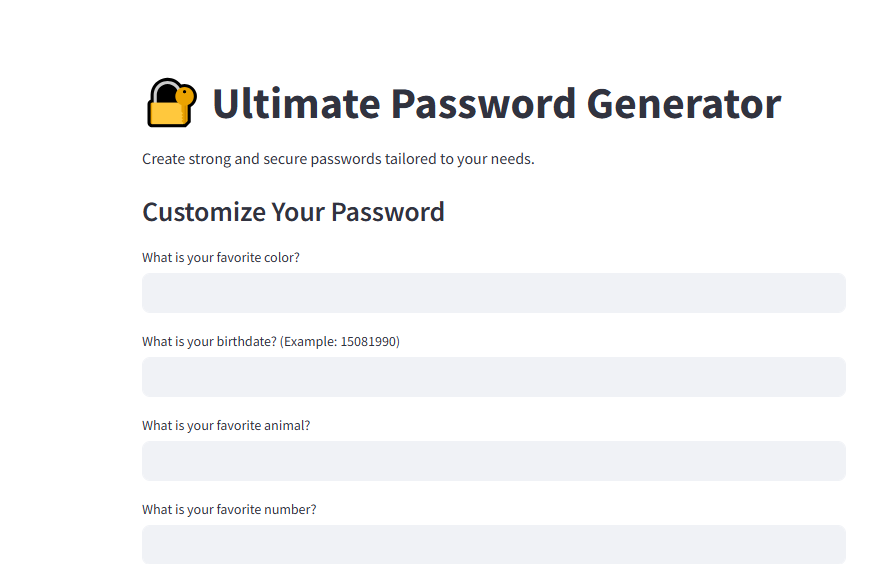 Ultimate Password Generator
Create strong and secure passwords tailored to your needs.
Customize Your Password
What is your favorite color?
What is your birthdate? (Example: 15081990)
What is your favorite animal?
What is your favorite number?